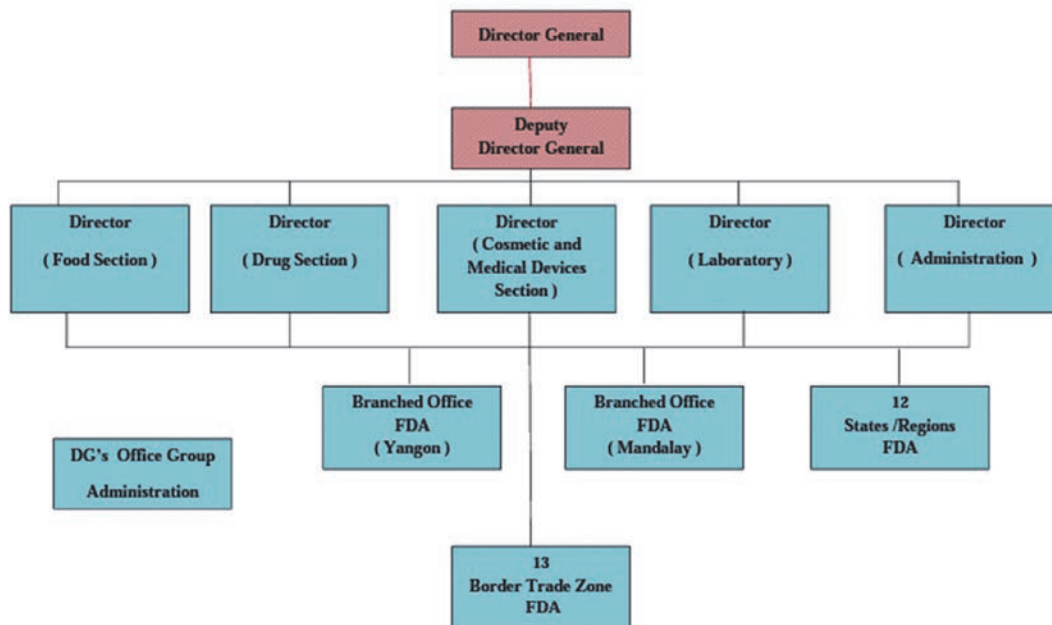 Director General
Deputy
Director General
Director
( Food Section )
Director
( Drug Section )
Director
( Cosmetic and
Medical Devices
Section )
Director
( Laboratory )
Director
( Administration )
Branched Office
FDA
( Yangon )
Branched Office
FDA
( Mandalay )
12
States /Regions
FDA
DG's Office Group
Administration
13
Border Trade Zone
FDA